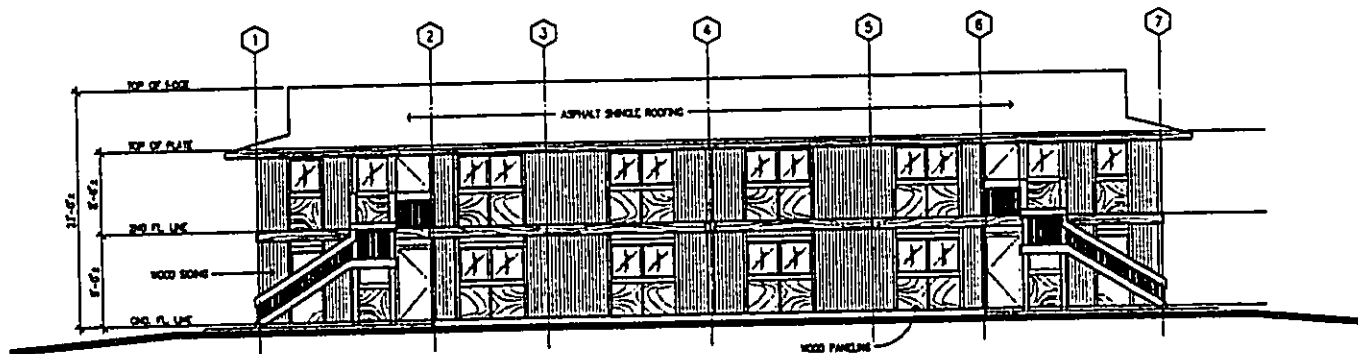 1
2
3
4
5
6
7
TOP OF RIDGE
ASPHALT SHINGLE ROOFING
TOP OF PLATE
2ND FL. LINE
WOOD SIDING
GND. FL. LINE
WOOD PANELING